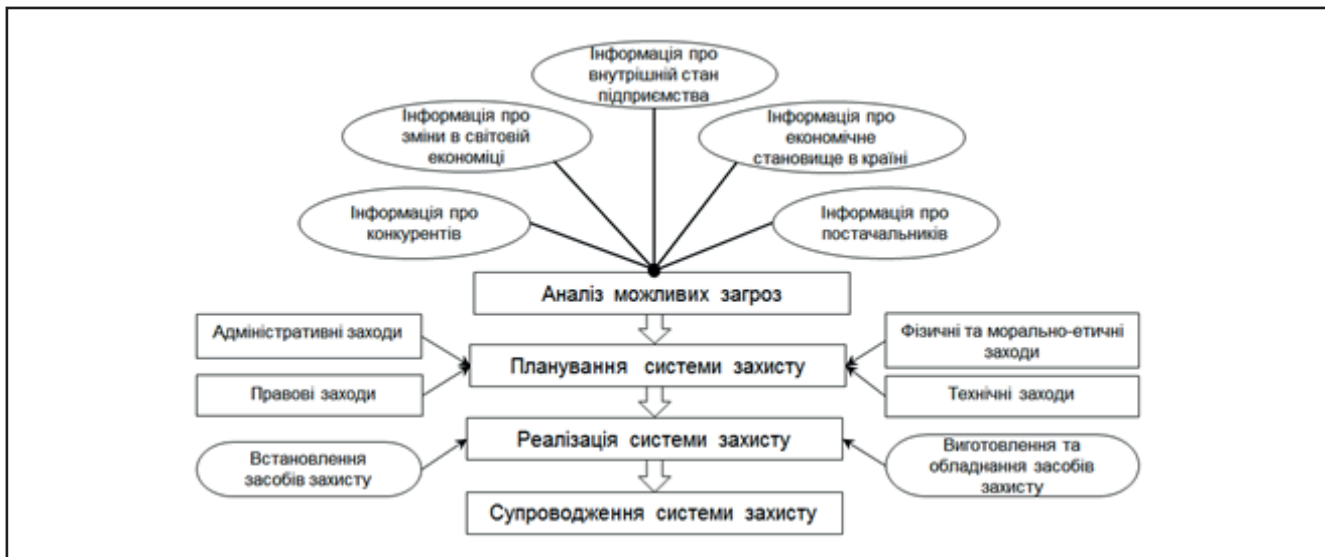 Інформація про
внутрішній стан
підприємства
Інформація про
зміни в світовій
економіці
Інформація про
економічне
становище в країні
Інформація про
конкурентів
Інформація про
постачальників
Аналіз можливих загроз
Адміністративні заходи
Фізичні та морально-етичні
заходи
Планування системи захисту
Правові заходи
Технічні заходи
Реалізація системи захисту
Встановлення
засобів захисту
Виготовлення та
обладнання засобів
захисту
Супроводження системи захисту